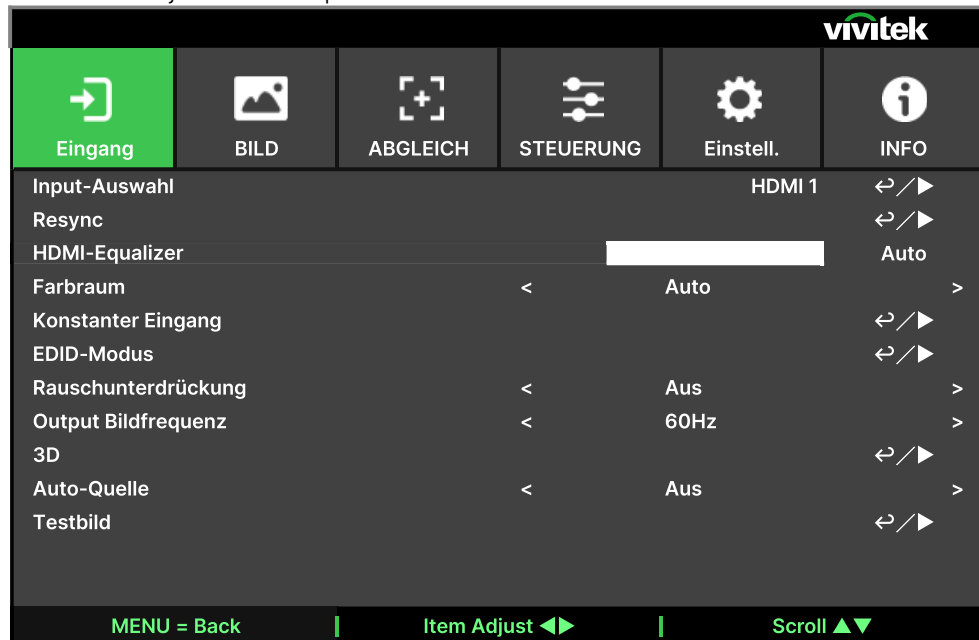 vivitek
Eingang BILD ABGLEICH STEUERUNG Einstell. INFO
Input-Auswahl HDMI 1 ↩/▶
Resync ↩/▶
HDMI-Equalizer Auto
Farbraum < Auto >
Konstanter Eingang ↩/▶
EDID-Modus ↩/▶
Rauschunterdrückung < Aus >
Output Bildfrequenz < 60Hz >
3D ↩/▶
Auto-Quelle < Aus >
Testbild ↩/▶
MENU = Back Item Adjust ◀▶ Scroll ▲▼